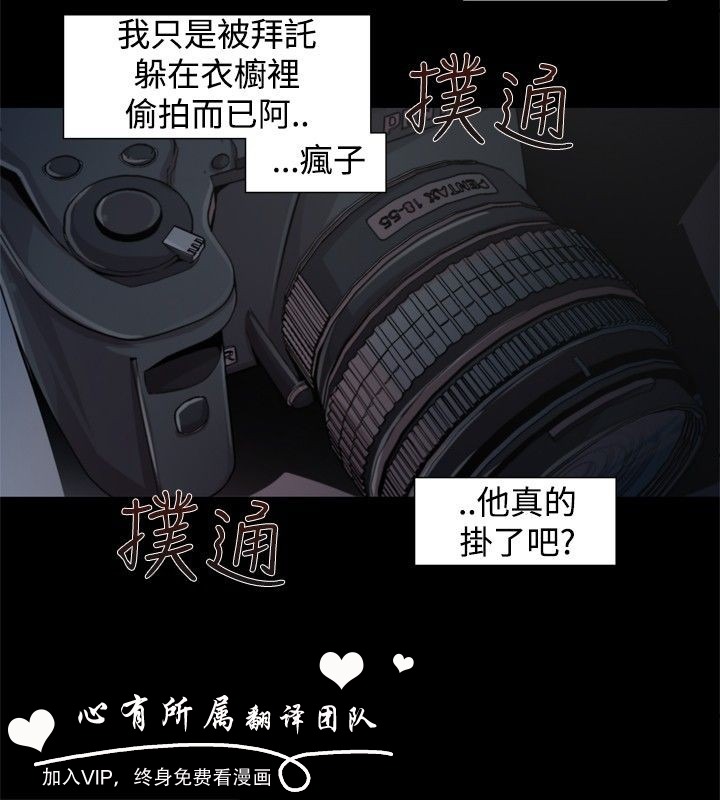 我只是被拜託
躲在衣櫥裡
偷拍而已阿..
...瘋子
撲通
PENTAX 18-55
..他真的
掛了吧?
撲通
心有所属翻译团队
加入VIP，终身免费看漫画